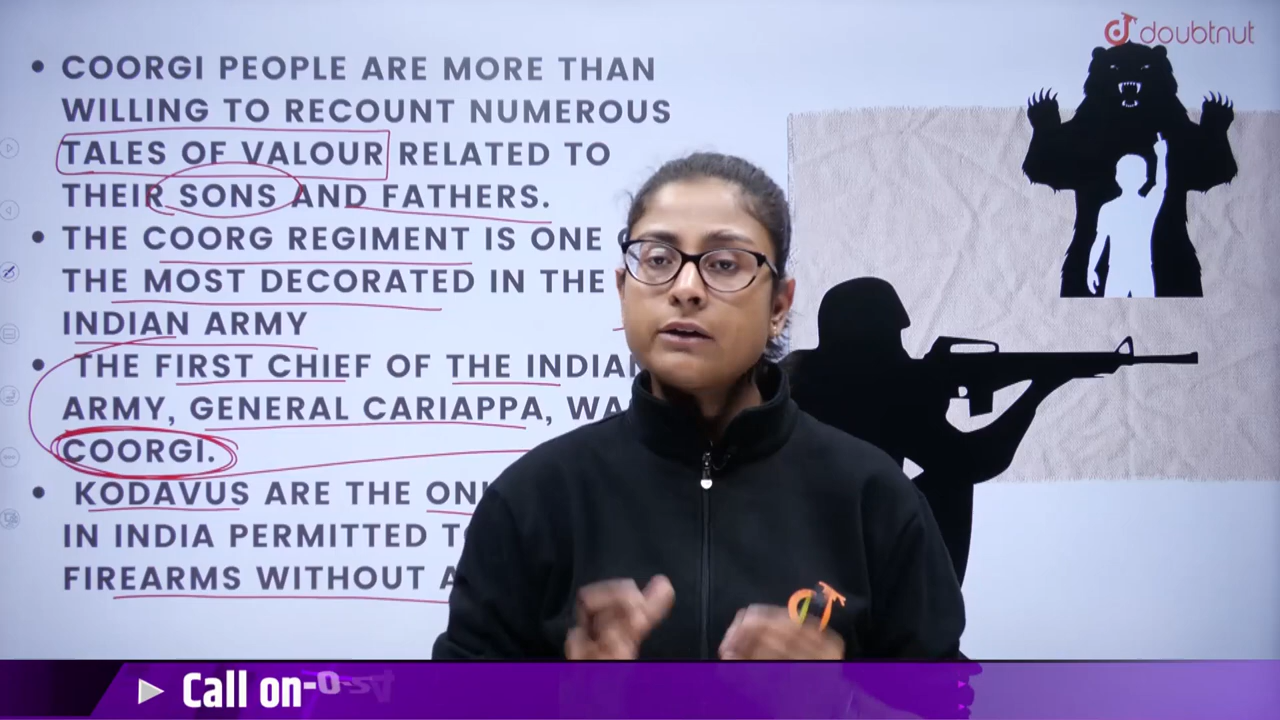 doubtnut
• COORGI PEOPLE ARE MORE THAN
WILLING TO RECOUNT NUMEROUS
TALES OF VALOUR RELATED TO
THEIR SONS AND FATHERS.
• THE COORG REGIMENT IS ONE
THE MOST DECORATED IN THE
INDIAN ARMY
• THE FIRST CHIEF OF THE INDIAN
ARMY, GENERAL CARIAPPA, WA
COORGI.
• KODAVUS ARE THE
IN INDIA PERMITTED
FIREARMS WITHOUT
Call on-